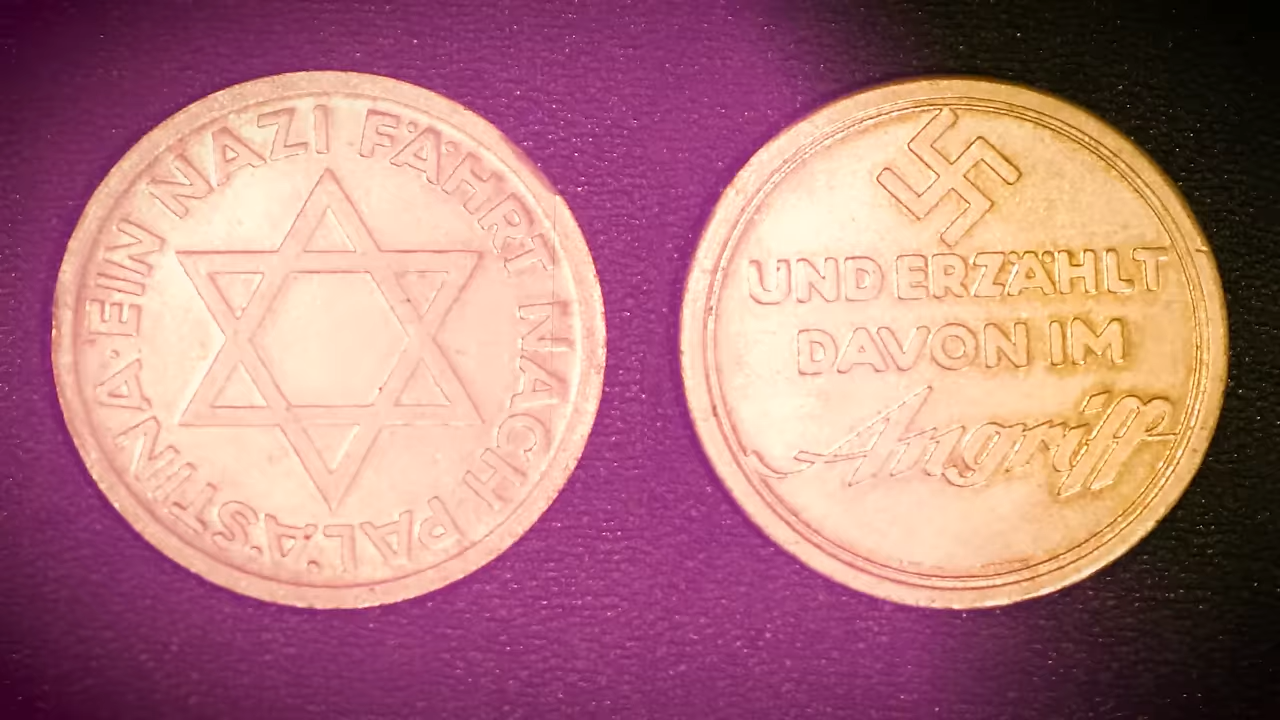 EIN NAZI FÄHRT NACH PALÄSTINA
UND ERZÄHLT
DAVON IM
Angriff